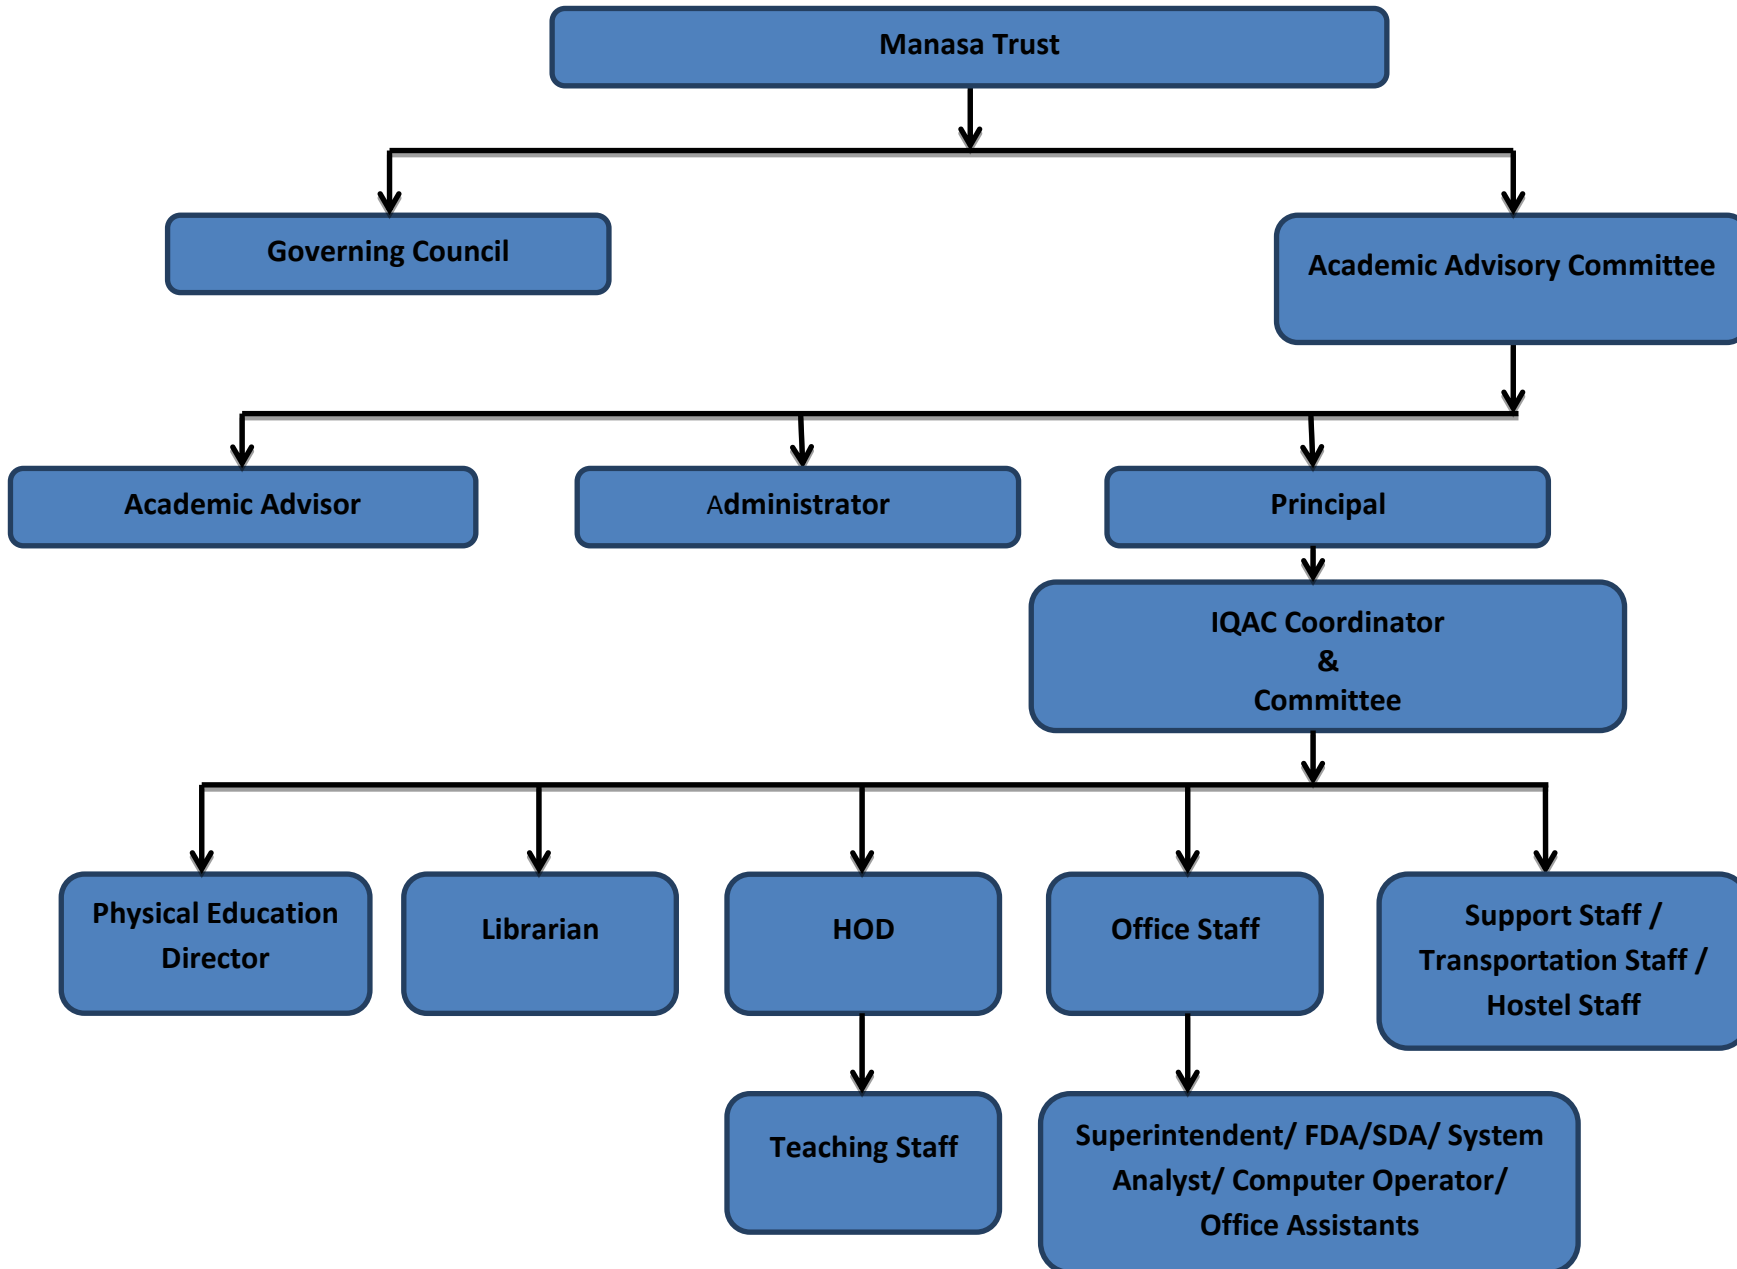 Manasa Trust
Governing Council
Academic Advisory Committee
Academic Advisor
Administrator
Principal
IQAC Coordinator
&
Committee
Physical Education
Director
Librarian
HOD
Office Staff
Support Staff /
Transportation Staff /
Hostel Staff
Teaching Staff
Superintendent/ FDA/SDA/ System
Analyst/ Computer Operator/
Office Assistants